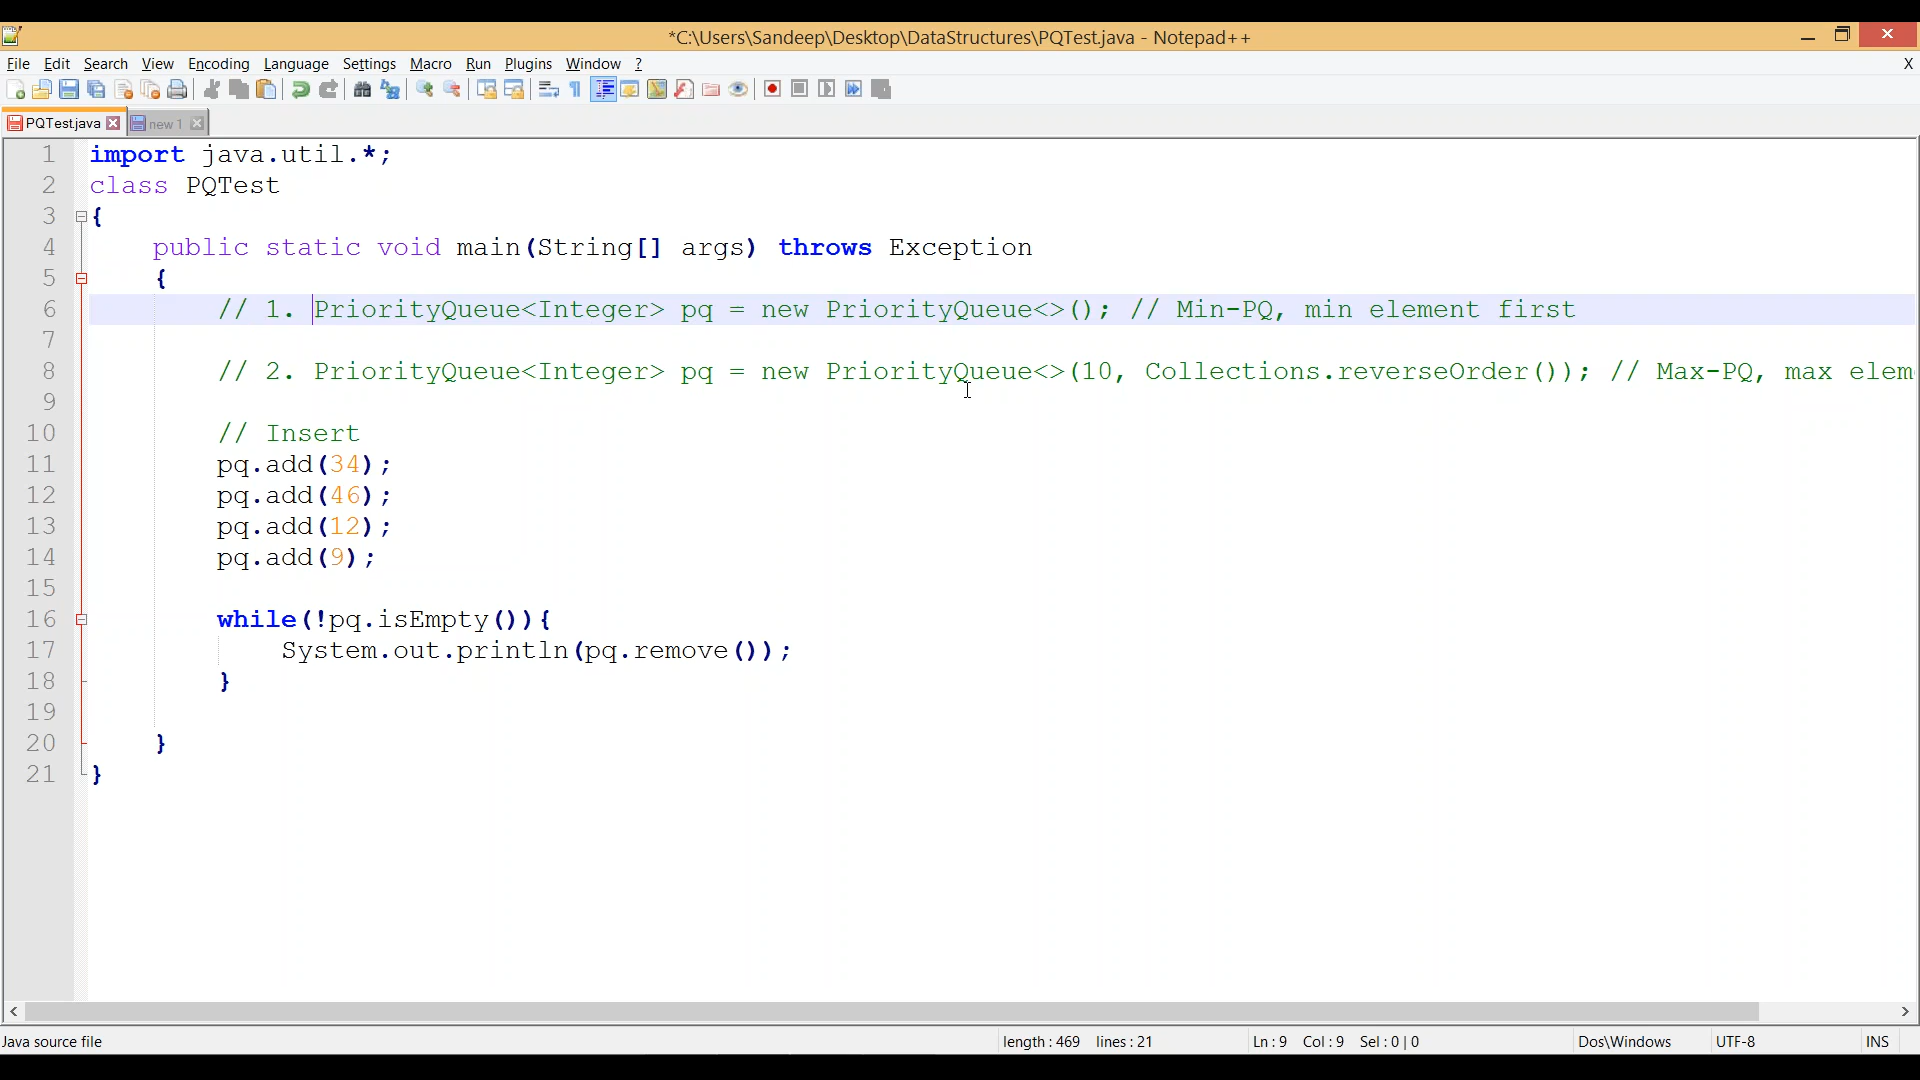 *C:\Users\Sandeep\Desktop\DataStructures\PQTest.java - Notepad++
File Edit Search View Encoding Language Settings Macro Run Plugins Window ? X
PQTest.java new 1
1 import java.util.*;
2 class PQTest
3 {
4 public static void main(String[] args) throws Exception
5 {
6 // 1. PriorityQueue<Integer> pq = new PriorityQueue<>(); // Min-PQ, min element first
7
8 // 2. PriorityQueue<Integer> pq = new PriorityQueue<>(10, Collections.reverseOrder()); // Max-PQ, max elem
9
10 // Insert
11 pq.add(34);
12 pq.add(46);
13 pq.add(12);
14 pq.add(9);
15
16 while(!pq.isEmpty()){
17 System.out.println(pq.remove());
18 }
19
20 }
21 }
Java source file length : 469 lines : 21 Ln : 9 Col : 9 Sel : 0 | 0 Dos\Windows UTF-8 INS